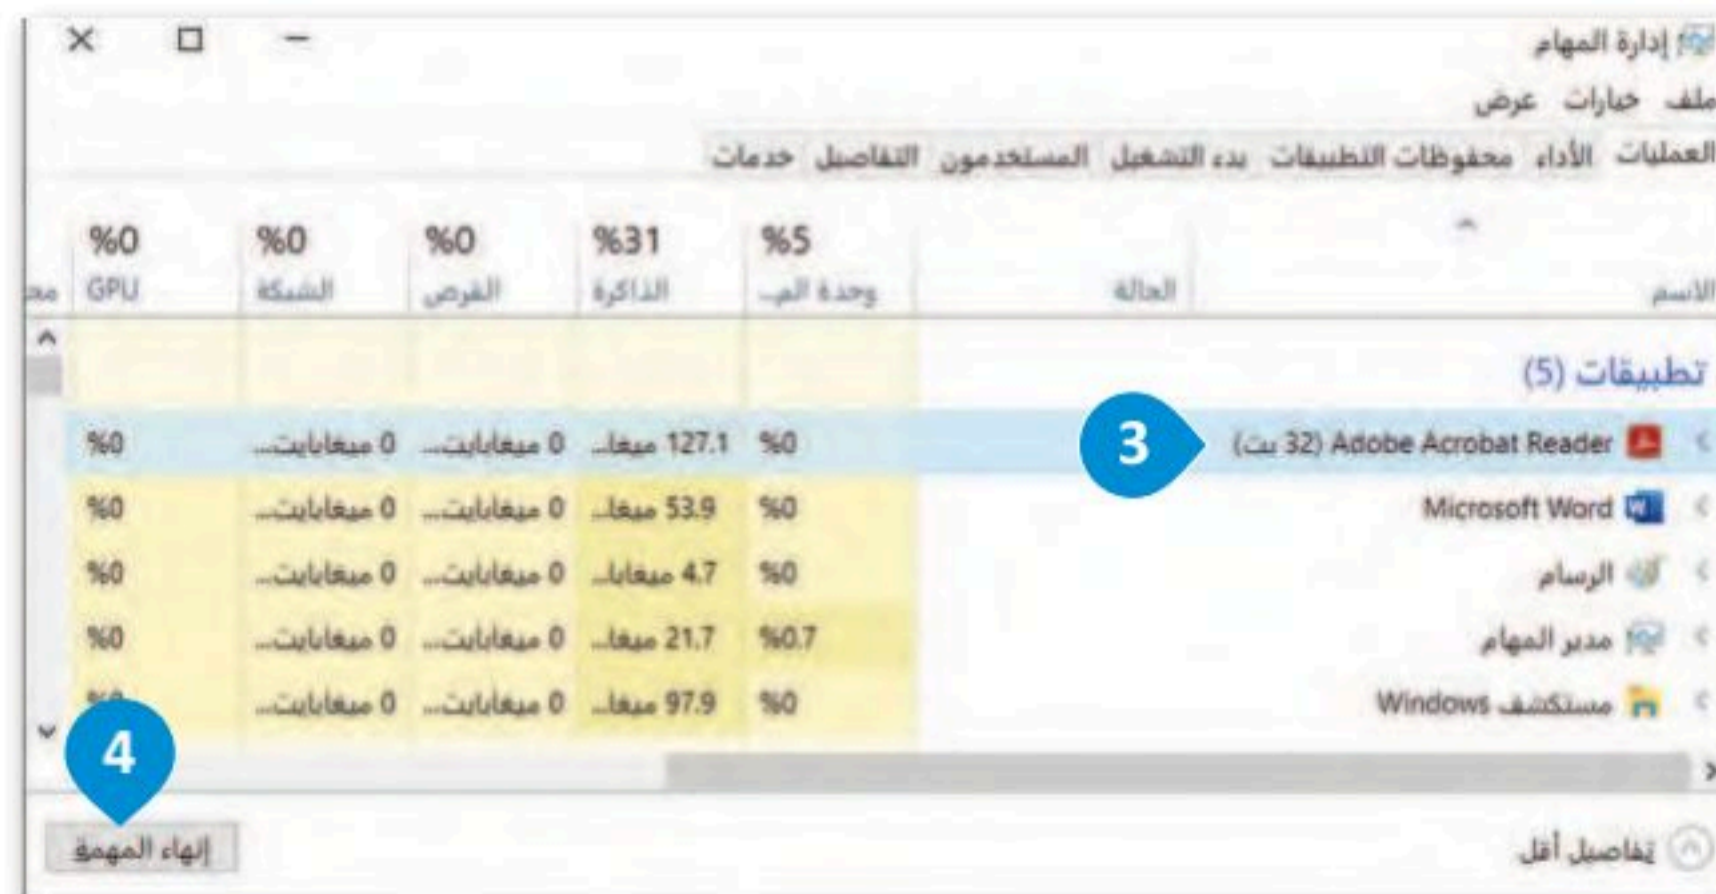 إدارة المهام
ملف خيارات عرض
العمليات الأداء محفوظات التطبيقات بدء التشغيل المستخدمون التفاصيل خدمات
%5 %31 %0 %0 %0
الاسم الحالة وحدة الم... الذاكرة القرص الشبكة GPU مح
تطبيقات (5)
Adobe Acrobat Reader (32 بت) 3 %0 127.1 ميغا... 0 ميغابايت... 0 ميغابايت... %0
Microsoft Word %0 53.9 ميغا... 0 ميغابايت... 0 ميغابايت... %0
الرسام %0 4.7 ميغابا... 0 ميغابايت... 0 ميغابايت... %0
مدير المهام %0.7 21.7 ميغا... 0 ميغابايت... 0 ميغابايت... %0
مستكشف Windows %0 97.9 ميغا... 0 ميغابايت... 0 ميغابايت...
4
تفاصيل أقل إنهاء المهمة